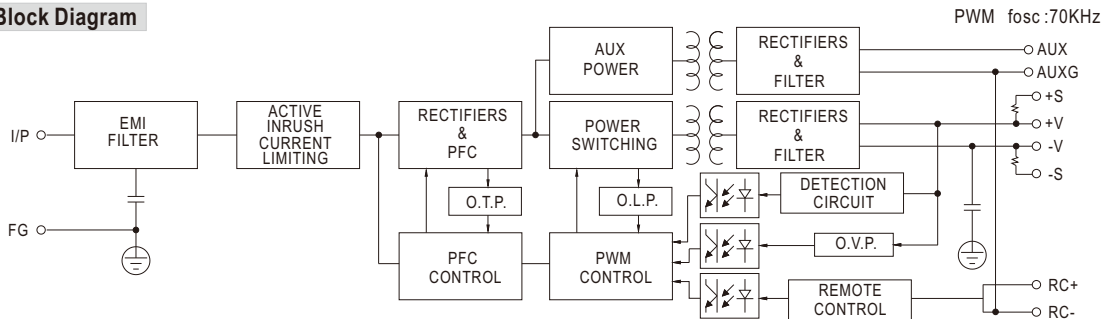 Block Diagram
PWM fosc:70KHz
AUX
POWER
RECTIFIERS
&
FILTER
AUX
AUXG
+S
I/P
EMI
FILTER
ACTIVE
INRUSH
CURRENT
LIMITING
RECTIFIERS
&
PFC
POWER
SWITCHING
RECTIFIERS
&
FILTER
+V
-V
-S
O.T.P.
O.L.P.
DETECTION
CIRCUIT
FG
PFC
CONTROL
PWM
CONTROL
O.V.P.
REMOTE
CONTROL
RC+
RC-